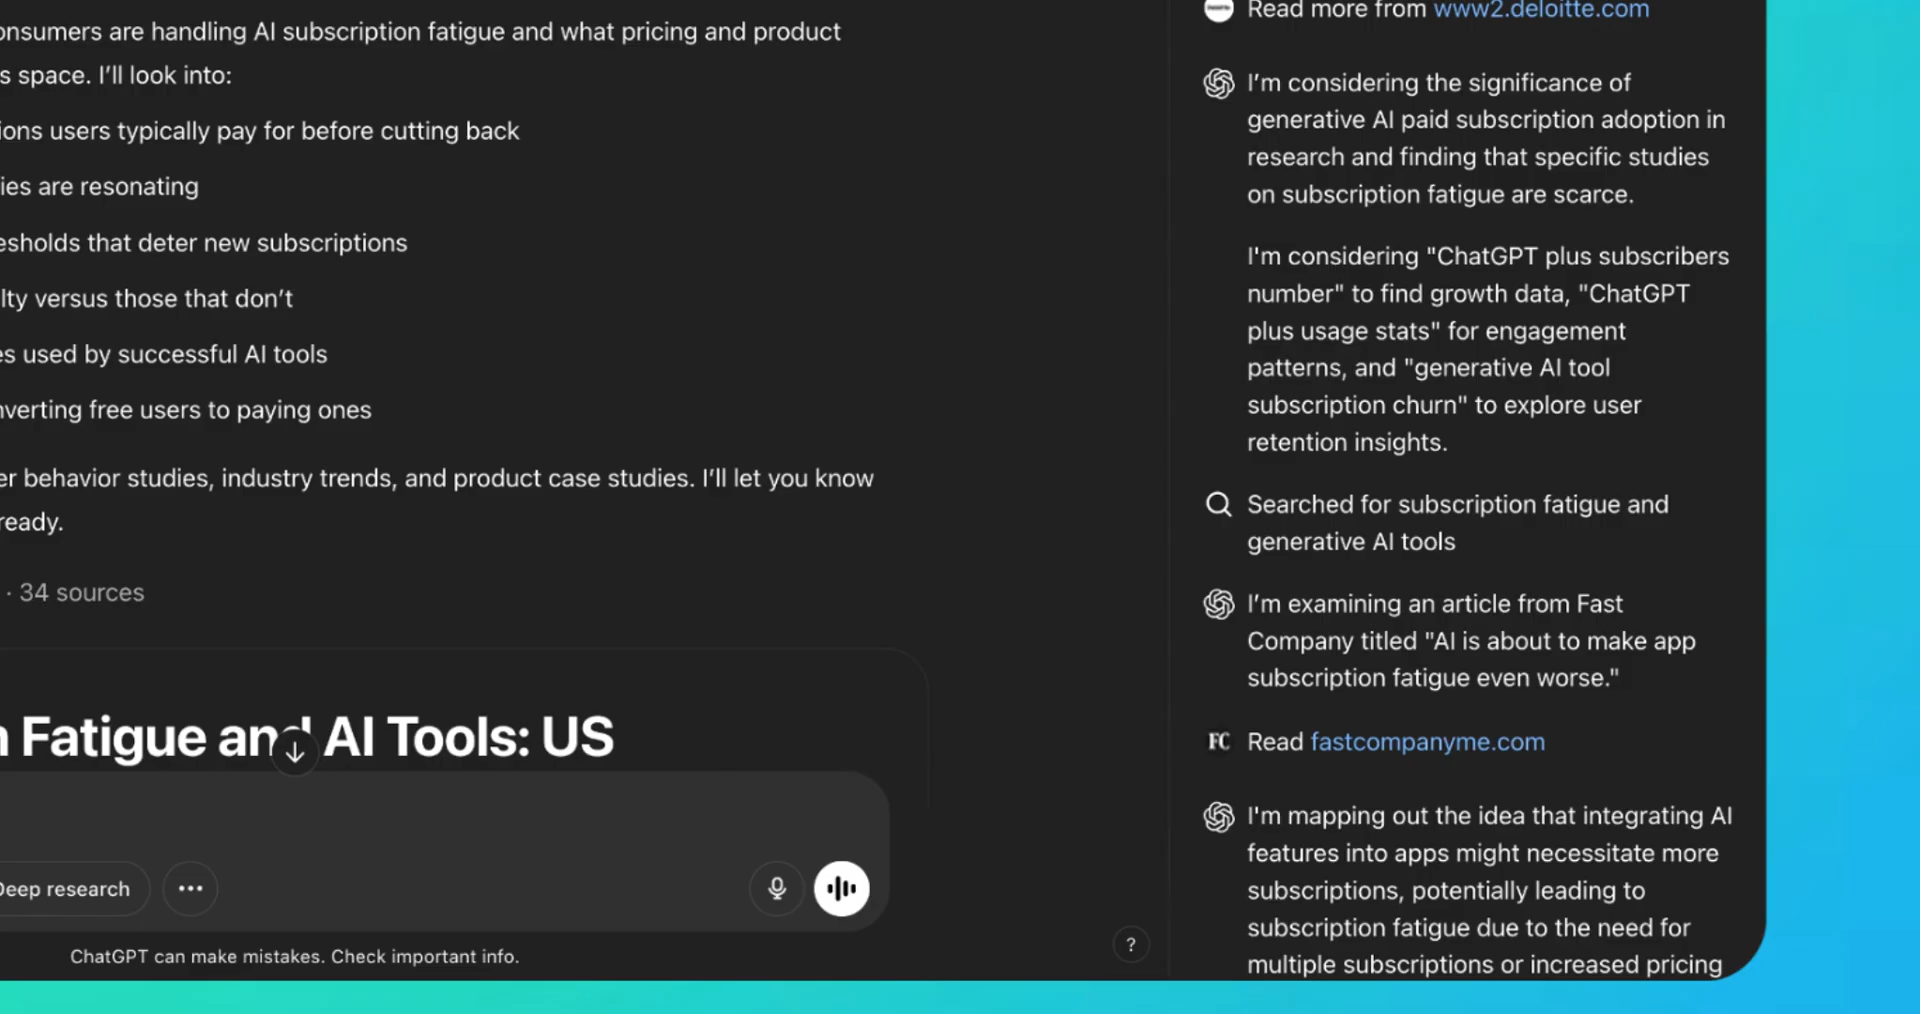 onsumers are handling AI subscription fatigue and what pricing and product
s space. I’ll look into:
ions users typically pay for before cutting back
ies are resonating
esholds that deter new subscriptions
lty versus those that don’t
es used by successful AI tools
nverting free users to paying ones
er behavior studies, industry trends, and product case studies. I’ll let you know
ready.
· 34 sources
n Fatigue and AI Tools: US
Deep research
ChatGPT can make mistakes. Check important info.
?
Read more from www2.deloitte.com
I’m considering the significance of
generative AI paid subscription adoption in
research and finding that specific studies
on subscription fatigue are scarce.
I'm considering "ChatGPT plus subscribers
number" to find growth data, "ChatGPT
plus usage stats" for engagement
patterns, and "generative AI tool
subscription churn" to explore user
retention insights.
Searched for subscription fatigue and
generative AI tools
I’m examining an article from Fast
Company titled "AI is about to make app
subscription fatigue even worse."
FC Read fastcompanyme.com
I'm mapping out the idea that integrating AI
features into apps might necessitate more
subscriptions, potentially leading to
subscription fatigue due to the need for
multiple subscriptions or increased pricing